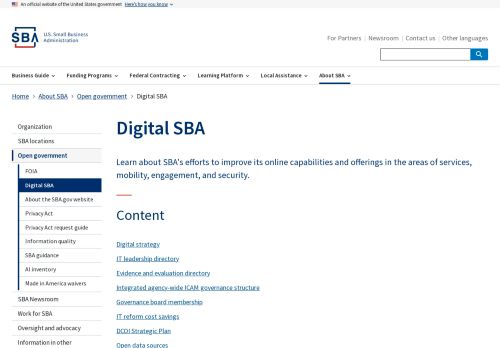 An official website of the United States government Here's how you know
SBA U.S. Small Business
Administration
For Partners Newsroom Contact us Other languages
Business Guide Funding Programs Federal Contracting Learning Platform Local Assistance About SBA
Home About SBA Open government Digital SBA
Organization
SBA locations
Open government
FOIA
Digital SBA
About the SBA.gov website
Privacy Act
Privacy Act request guide
Information quality
SBA guidance
AI inventory
Made in America waivers
SBA Newsroom
Work for SBA
Oversight and advocacy
Information in other
Digital SBA
Learn about SBA's efforts to improve its online capabilities and offerings in the areas of services,
mobility, engagement, and security.
Content
Digital strategy
IT leadership directory
Evidence and evaluation directory
Integrated agency-wide ICAM governance structure
Governance board membership
IT reform cost savings
DCOI Strategic Plan
Open data sources